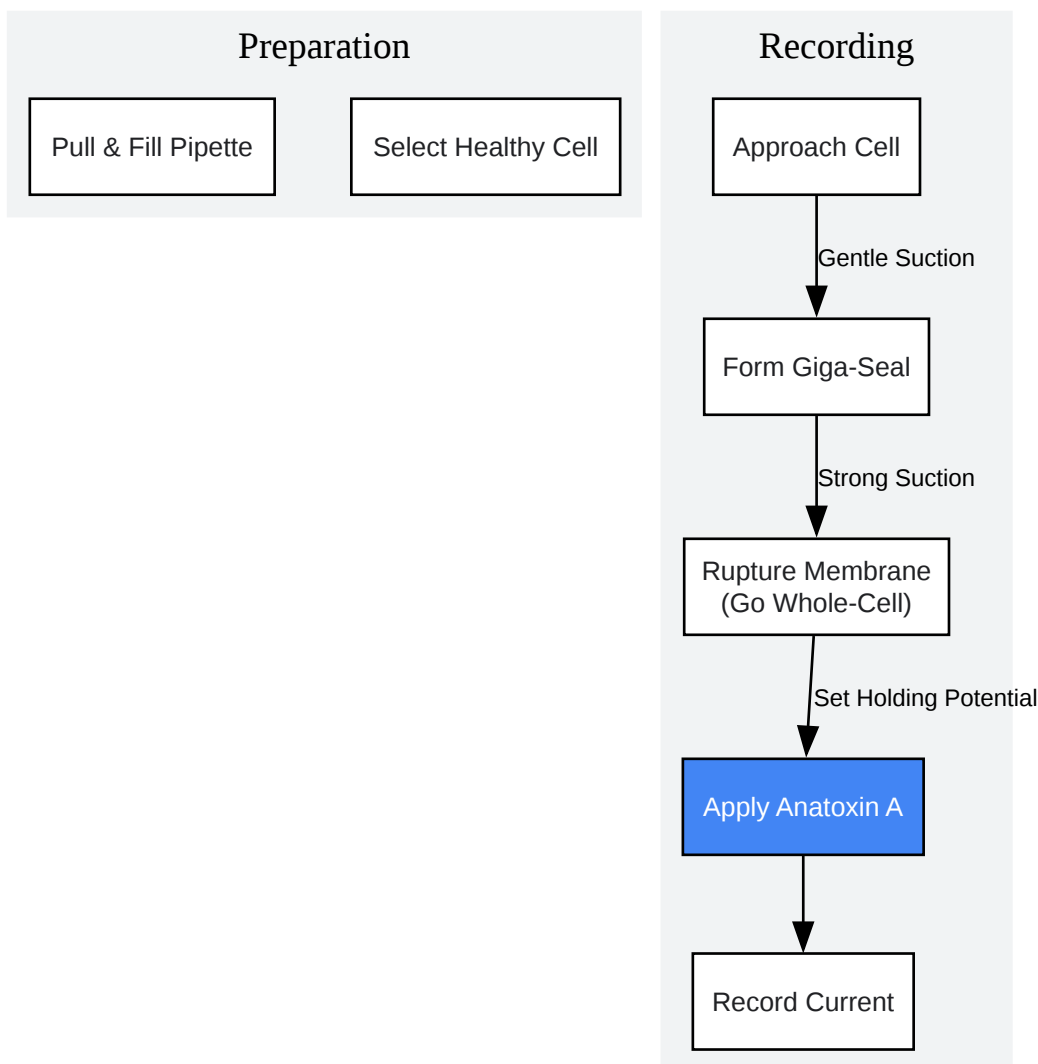 Preparation
Pull & Fill Pipette
Select Healthy Cell
Recording
Approach Cell
Gentle Suction
Form Giga-Seal
Strong Suction
Rupture Membrane
(Go Whole-Cell)
Set Holding Potential
Apply Anatoxin A
Record Current